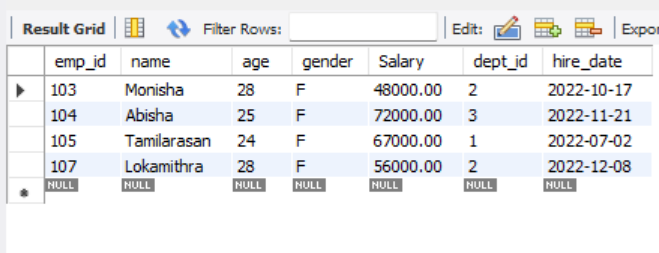 Result Grid Filter Rows: Edit: Expor
emp_id name age gender Salary dept_id hire_date
103 Monisha 28 F 48000.00 2 2022-10-17
104 Abisha 25 F 72000.00 3 2022-11-21
105 Tamilarasan 24 F 67000.00 1 2022-07-02
107 Lokamithra 28 F 56000.00 2 2022-12-08
NULL NULL NULL NULL NULL NULL NULL